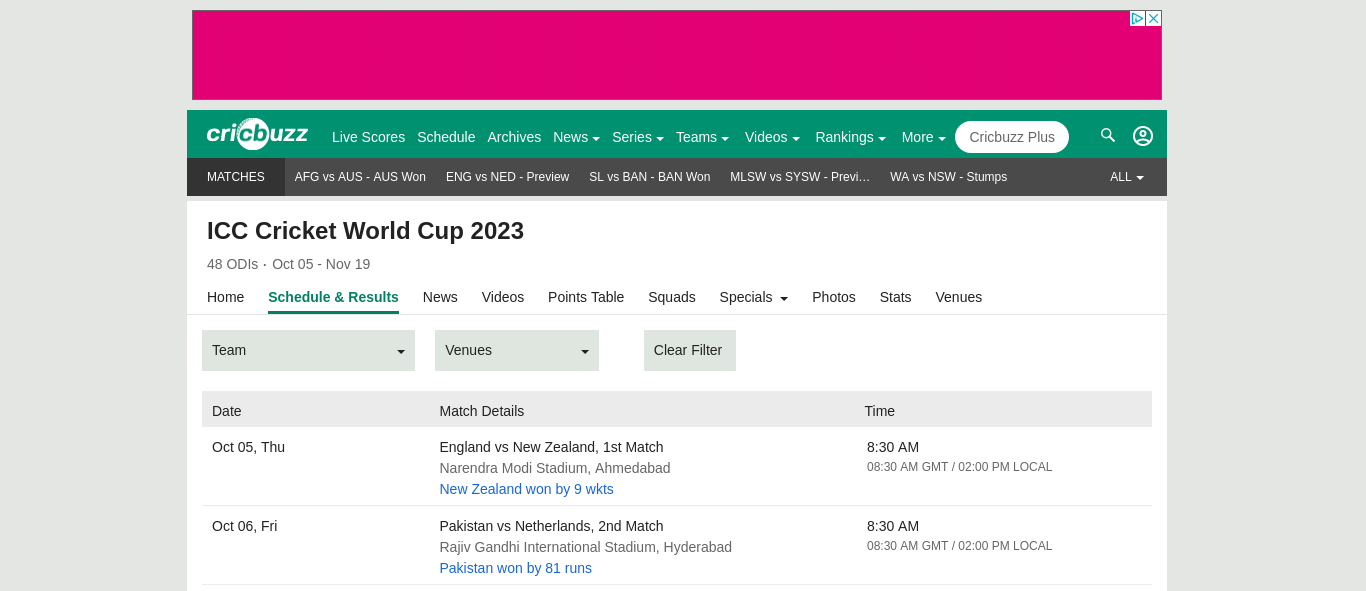 cricbuzz
Live Scores Schedule Archives News Series Teams Videos Rankings More Cricbuzz Plus
MATCHES AFG vs AUS - AUS Won ENG vs NED - Preview SL vs BAN - BAN Won MLSW vs SYSW - Previ… WA vs NSW - Stumps ALL
ICC Cricket World Cup 2023
48 ODIs · Oct 05 - Nov 19
Home Schedule & Results News Videos Points Table Squads Specials Photos Stats Venues
Team Venues Clear Filter
Date Match Details Time
Oct 05, Thu England vs New Zealand, 1st Match 8:30 AM
Narendra Modi Stadium, Ahmedabad 08:30 AM GMT / 02:00 PM LOCAL
New Zealand won by 9 wkts
Oct 06, Fri Pakistan vs Netherlands, 2nd Match 8:30 AM
Rajiv Gandhi International Stadium, Hyderabad 08:30 AM GMT / 02:00 PM LOCAL
Pakistan won by 81 runs